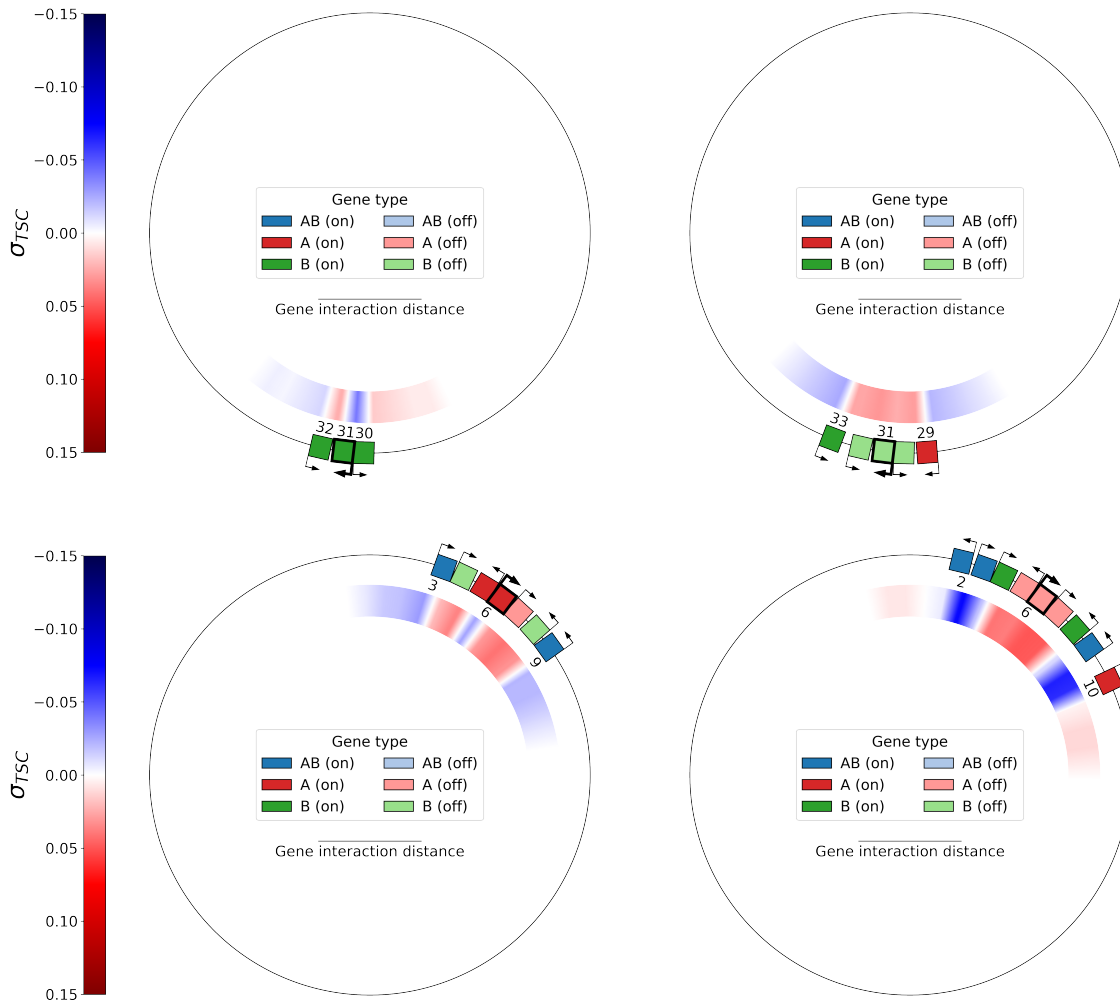 −0.15
−0.10
−0.05
0.00
0.05
0.10
0.15
σTSC
Gene type
AB (on) AB (off)
A (on) A (off)
B (on) B (off)
Gene interaction distance
32 31 30
Gene type
AB (on) AB (off)
A (on) A (off)
B (on) B (off)
Gene interaction distance
33 31 29
−0.15
−0.10
−0.05
0.00
0.05
0.10
0.15
σTSC
3 6 9
Gene type
AB (on) AB (off)
A (on) A (off)
B (on) B (off)
Gene interaction distance
2 6 10
Gene type
AB (on) AB (off)
A (on) A (off)
B (on) B (off)
Gene interaction distance